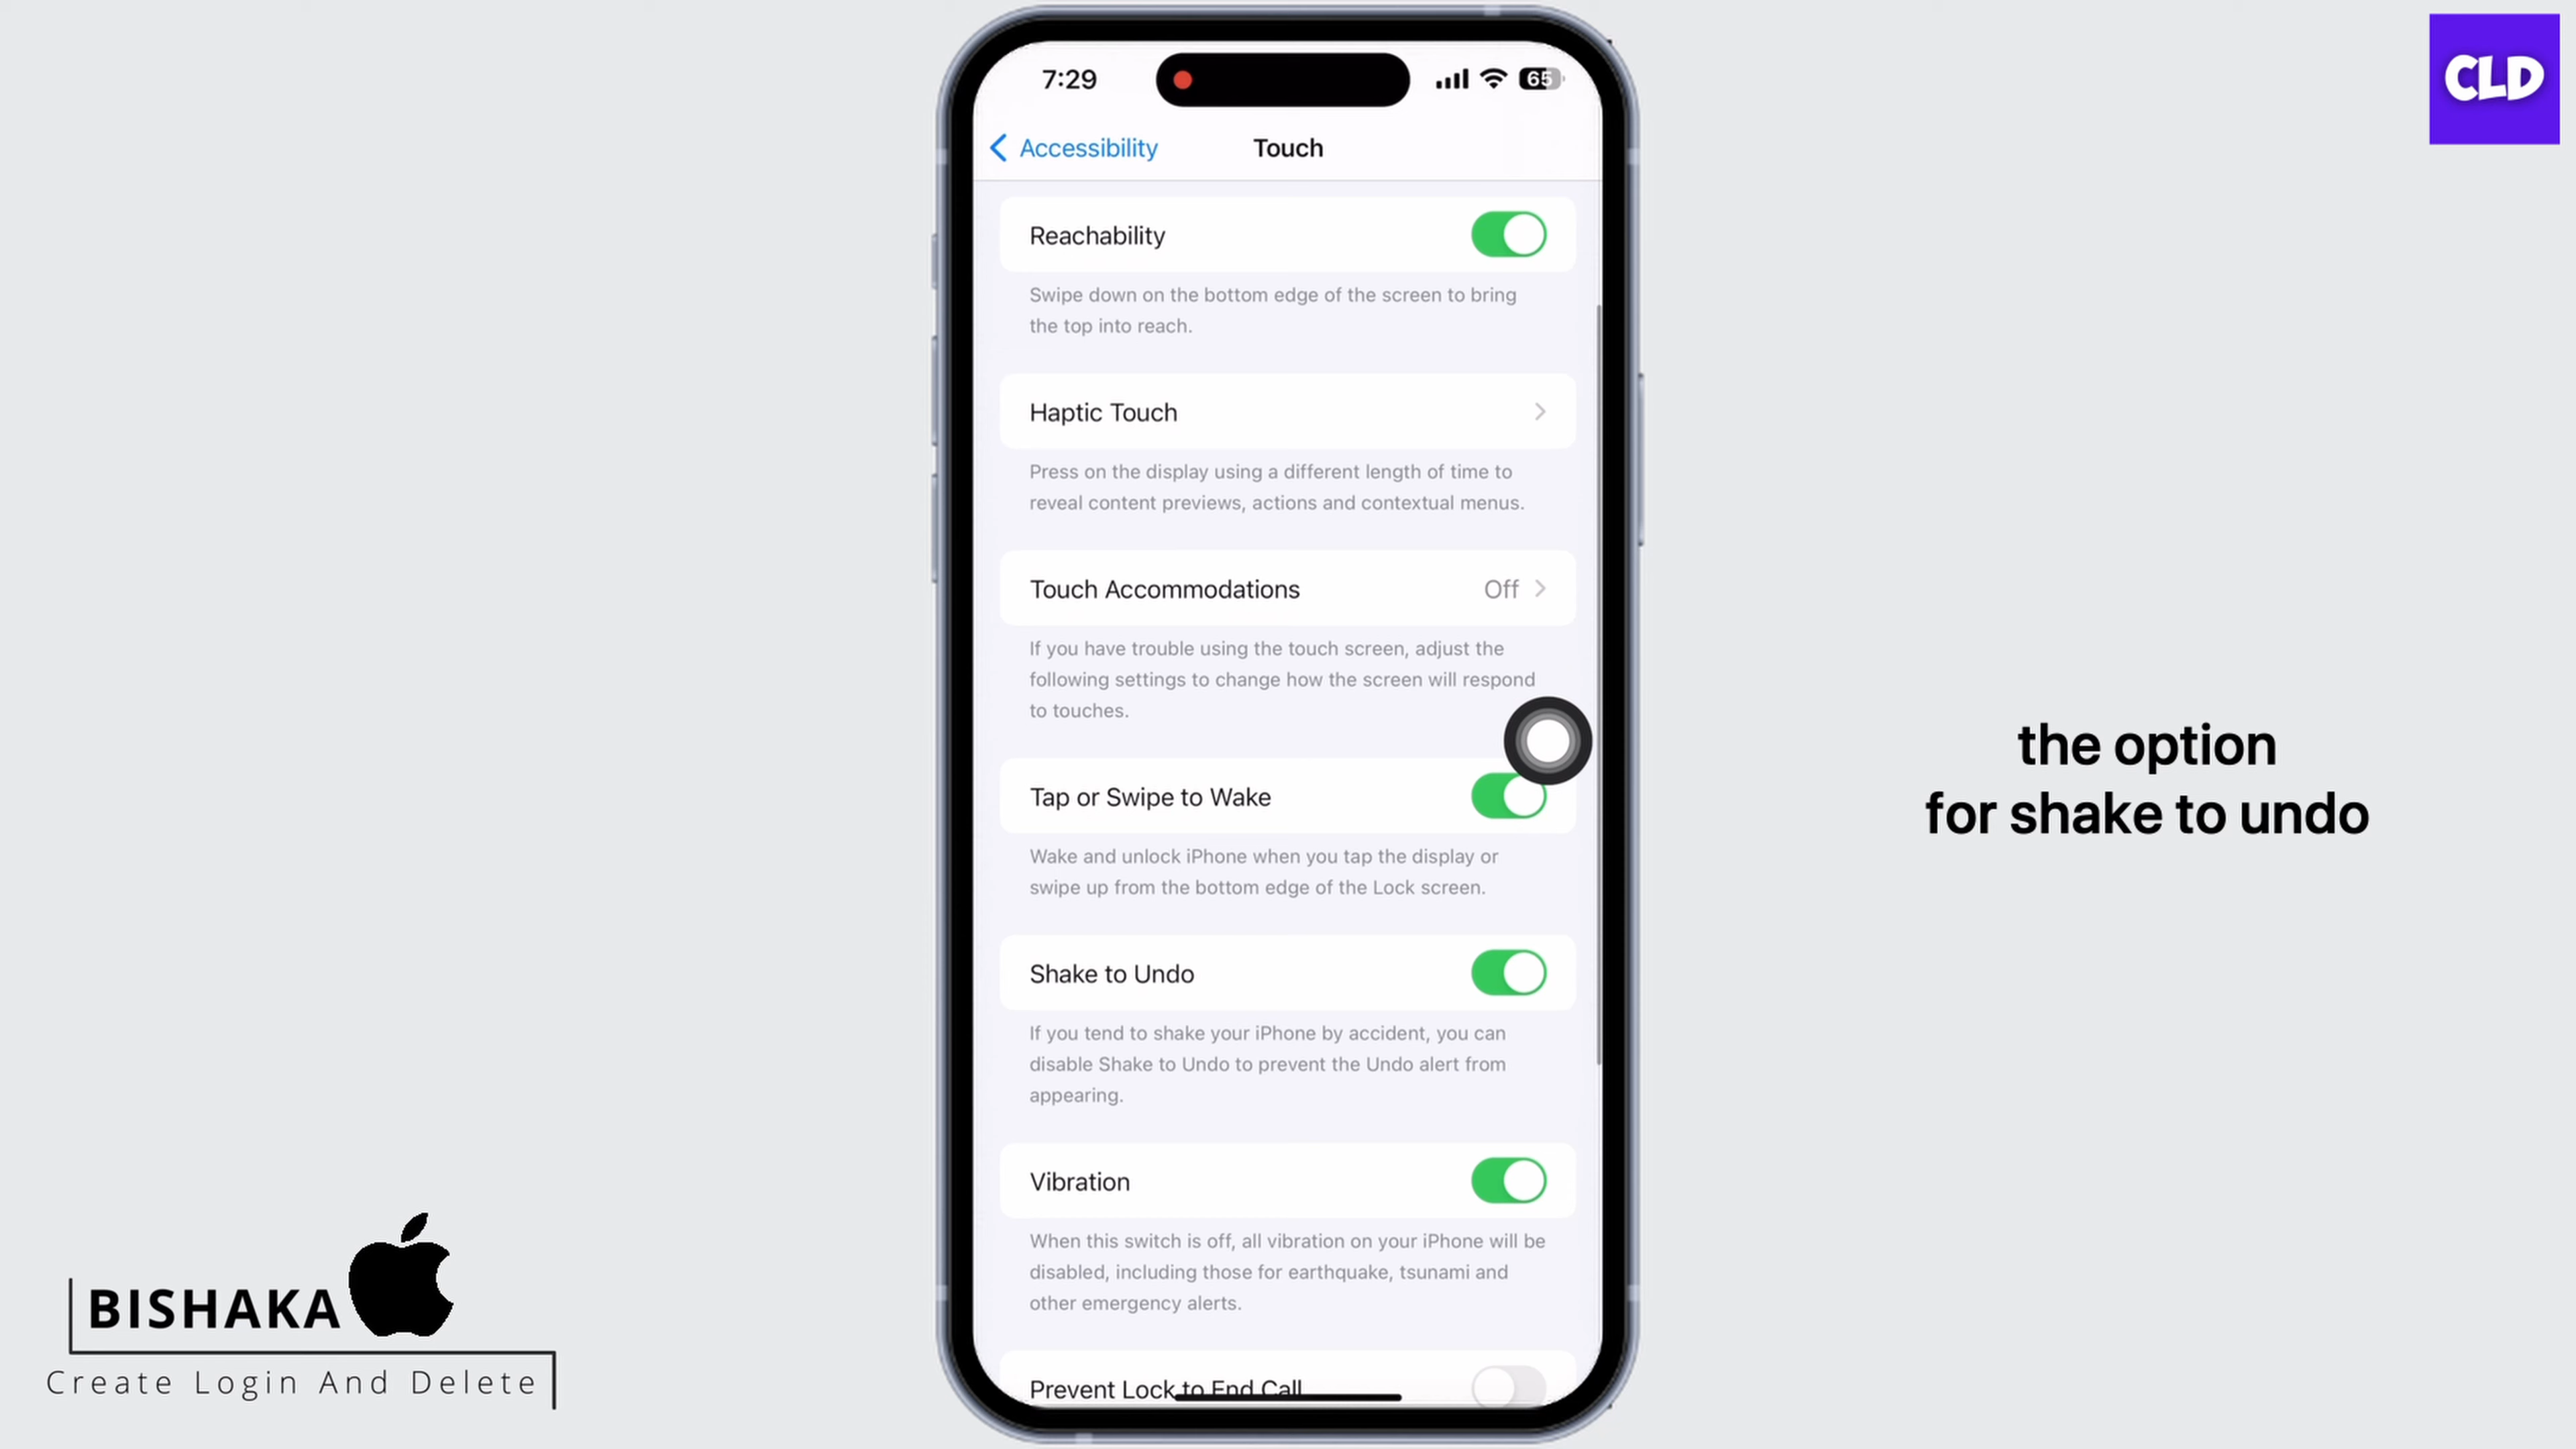 7:29
65
CLD
Accessibility
Touch
Reachability
Swipe down on the bottom edge of the screen to bring
the top into reach.
Haptic Touch
Press on the display using a different length of time to
reveal content previews, actions and contextual menus.
Touch Accommodations Off
If you have trouble using the touch screen, adjust the
following settings to change how the screen will respond
to touches.
Tap or Swipe to Wake
Wake and unlock iPhone when you tap the display or
swipe up from the bottom edge of the Lock screen.
Shake to Undo
If you tend to shake your iPhone by accident, you can
disable Shake to Undo to prevent the Undo alert from
appearing.
Vibration
When this switch is off, all vibration on your iPhone will be
disabled, including those for earthquake, tsunami and
other emergency alerts.
Prevent Lock to End Call
the option
for shake to undo
BISHAKA
Create Login And Delete